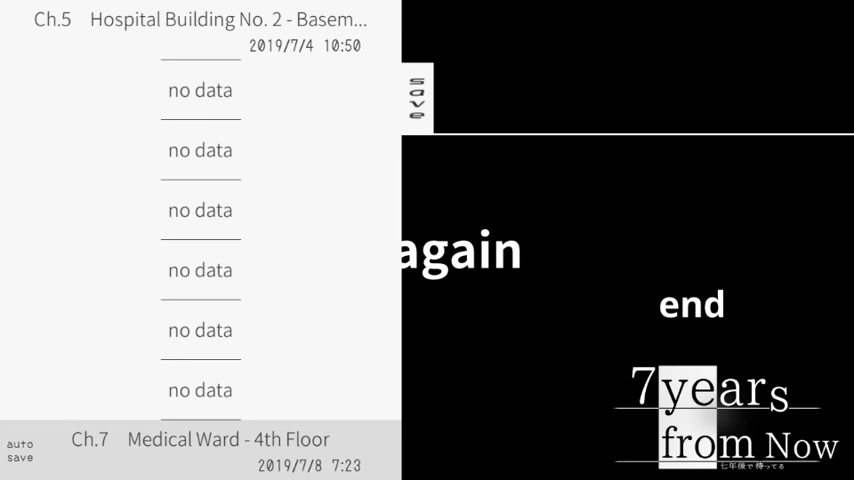 Ch.5 Hospital Building No. 2 - Basem...
2019/7/4 10:50
no data
no data
no data
no data
no data
no data
auto
save
Ch.7 Medical Ward - 4th Floor
2019/7/8 7:23
save
again
end
7years
from Now
七年後で待ってる